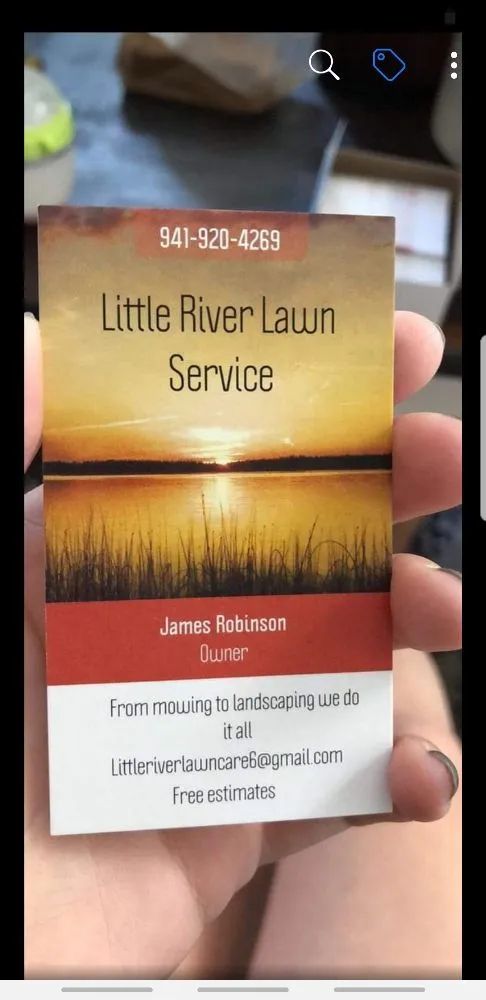 941-920-4269
Little River Lawn
Service
James Robinson
Owner
From mowing to landscaping we do
it all
Littleriverlawncare6@gmail.com
Free estimates